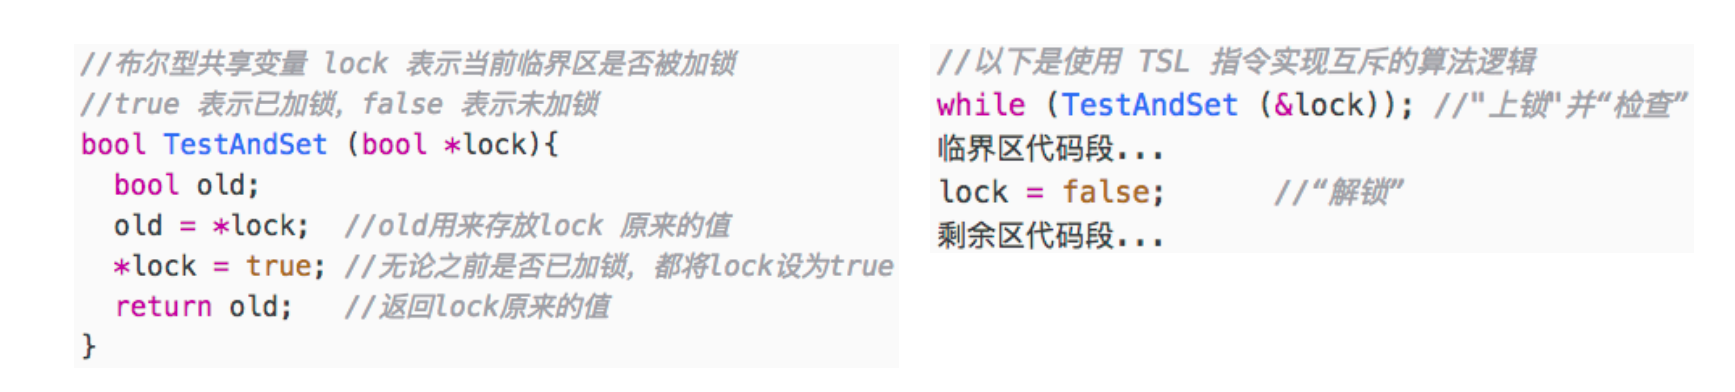 //布尔型共享变量 lock 表示当前临界区是否被加锁
//true 表示已加锁，false 表示未加锁
bool TestAndSet (bool *lock){
  bool old;
  old = *lock;  //old用来存放lock 原来的值
  *lock = true; //无论之前是否已加锁，都将lock设为true
  return old;   //返回lock原来的值
}
//以下是使用 TSL 指令实现互斥的算法逻辑
while (TestAndSet (&lock)); //"上锁"并“检查”
临界区代码段...
lock = false;       //“解锁”
剩余区代码段...